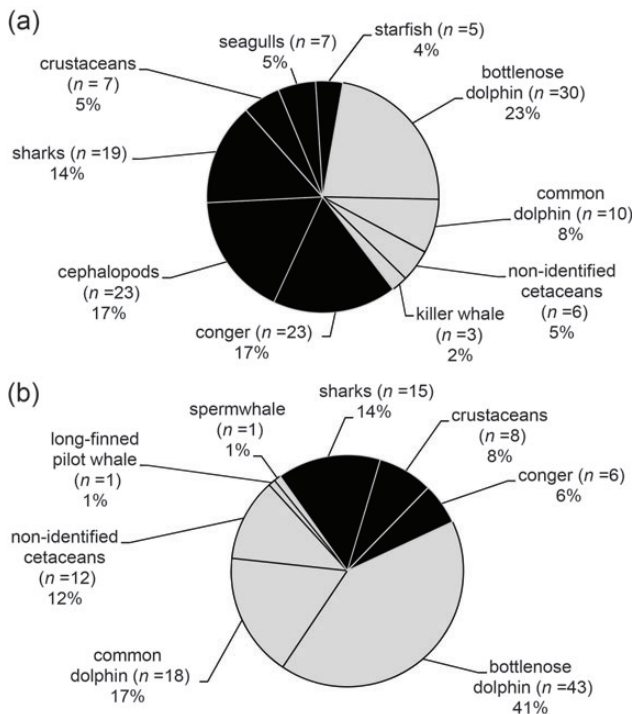 (a)
starfish (n =5)
4%
seagulls (n =7)
5%
crustaceans
(n = 7)
5%
bottlenose
dolphin (n =30)
23%
sharks (n =19)
14%
common
dolphin (n =10)
8%
cephalopods
(n =23)
17%
non-identified
cetaceans
(n =6)
5%
conger (n =23)
17%
killer whale
(n =3)
2%
(b)
sharks (n =15)
14%
spermwhale
(n =1)
1%
crustaceans
(n =8)
8%
long-finned
pilot whale
(n =1)
1%
conger (n =6)
6%
non-identified
cetaceans
(n =12)
12%
common
dolphin (n =18)
17%
bottlenose
dolphin (n =43)
41%